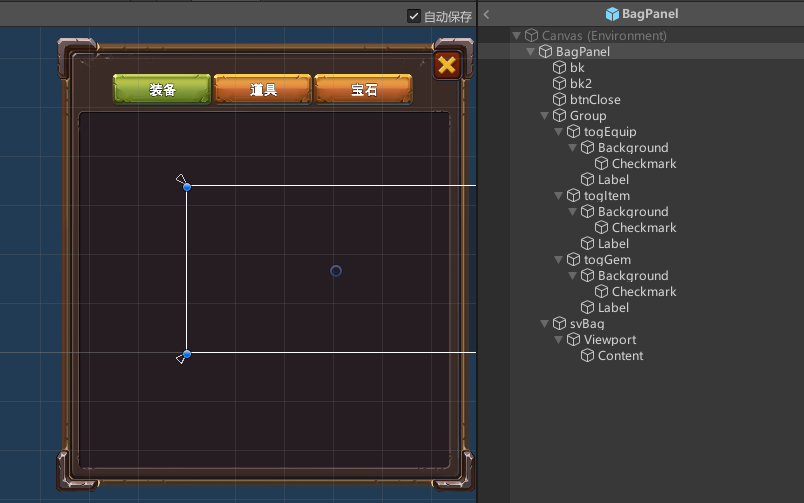 自动保存
BagPanel
Canvas (Environment)
BagPanel
bk
bk2
btnClose
Group
togEquip
Background
Checkmark
Label
togItem
Background
Checkmark
Label
togGem
Background
Checkmark
Label
svBag
Viewport
Content
装备
道具
宝石